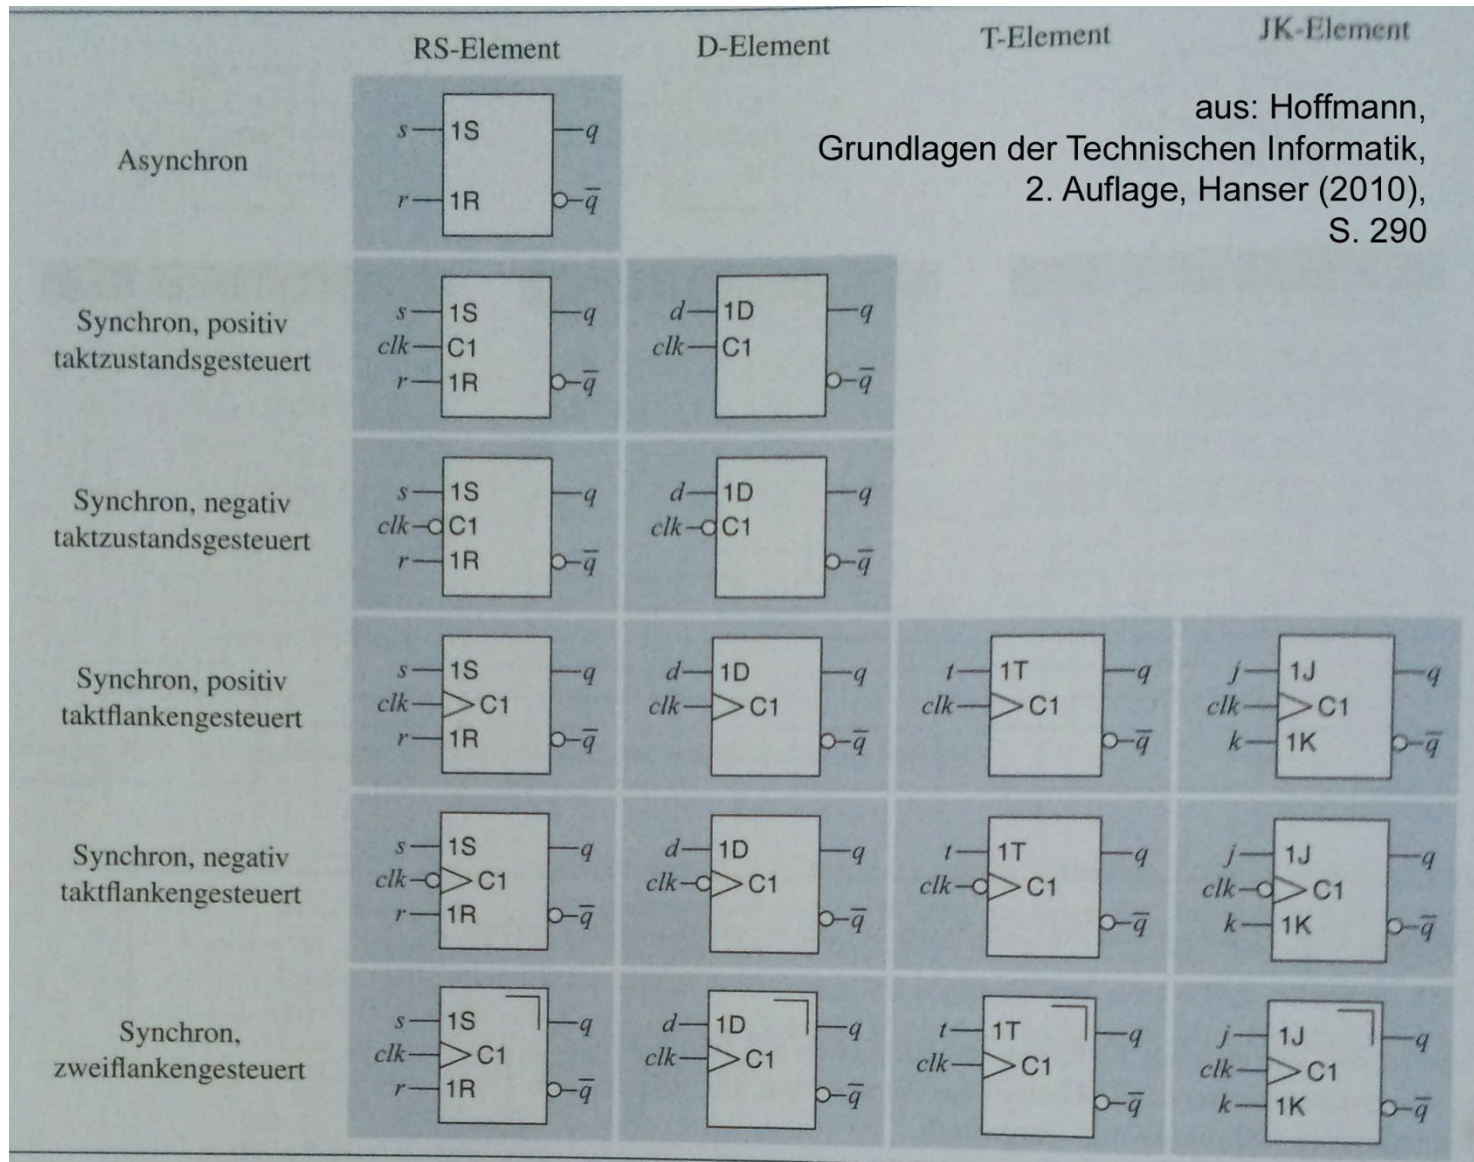 RS-Element D-Element T-Element JK-Element
aus: Hoffmann,
Grundlagen der Technischen Informatik,
2. Auflage, Hanser (2010),
S. 290
Asynchron
s 1S q
r 1R q̅
Synchron, positiv
taktzustandsgesteuert
s 1S q d 1D q
clk C1 clk C1
r 1R q̅ q̅
Synchron, negativ
taktzustandsgesteuert
s 1S q d 1D q
clk C1 clk C1
r 1R q̅ q̅
Synchron, positiv
taktflankengesteuert
s 1S q d 1D q t 1T q j 1J q
clk C1 clk C1 clk C1 clk C1
r 1R q̅ q̅ q̅ k 1K q̅
Synchron, negativ
taktflankengesteuert
s 1S q d 1D q t 1T q j 1J q
clk C1 clk C1 clk C1 clk C1
r 1R q̅ q̅ q̅ k 1K q̅
Synchron,
zweiflankengesteuert
s 1S q d 1D q t 1T q j 1J q
clk C1 clk C1 clk C1 clk C1
r 1R q̅ q̅ q̅ k 1K q̅